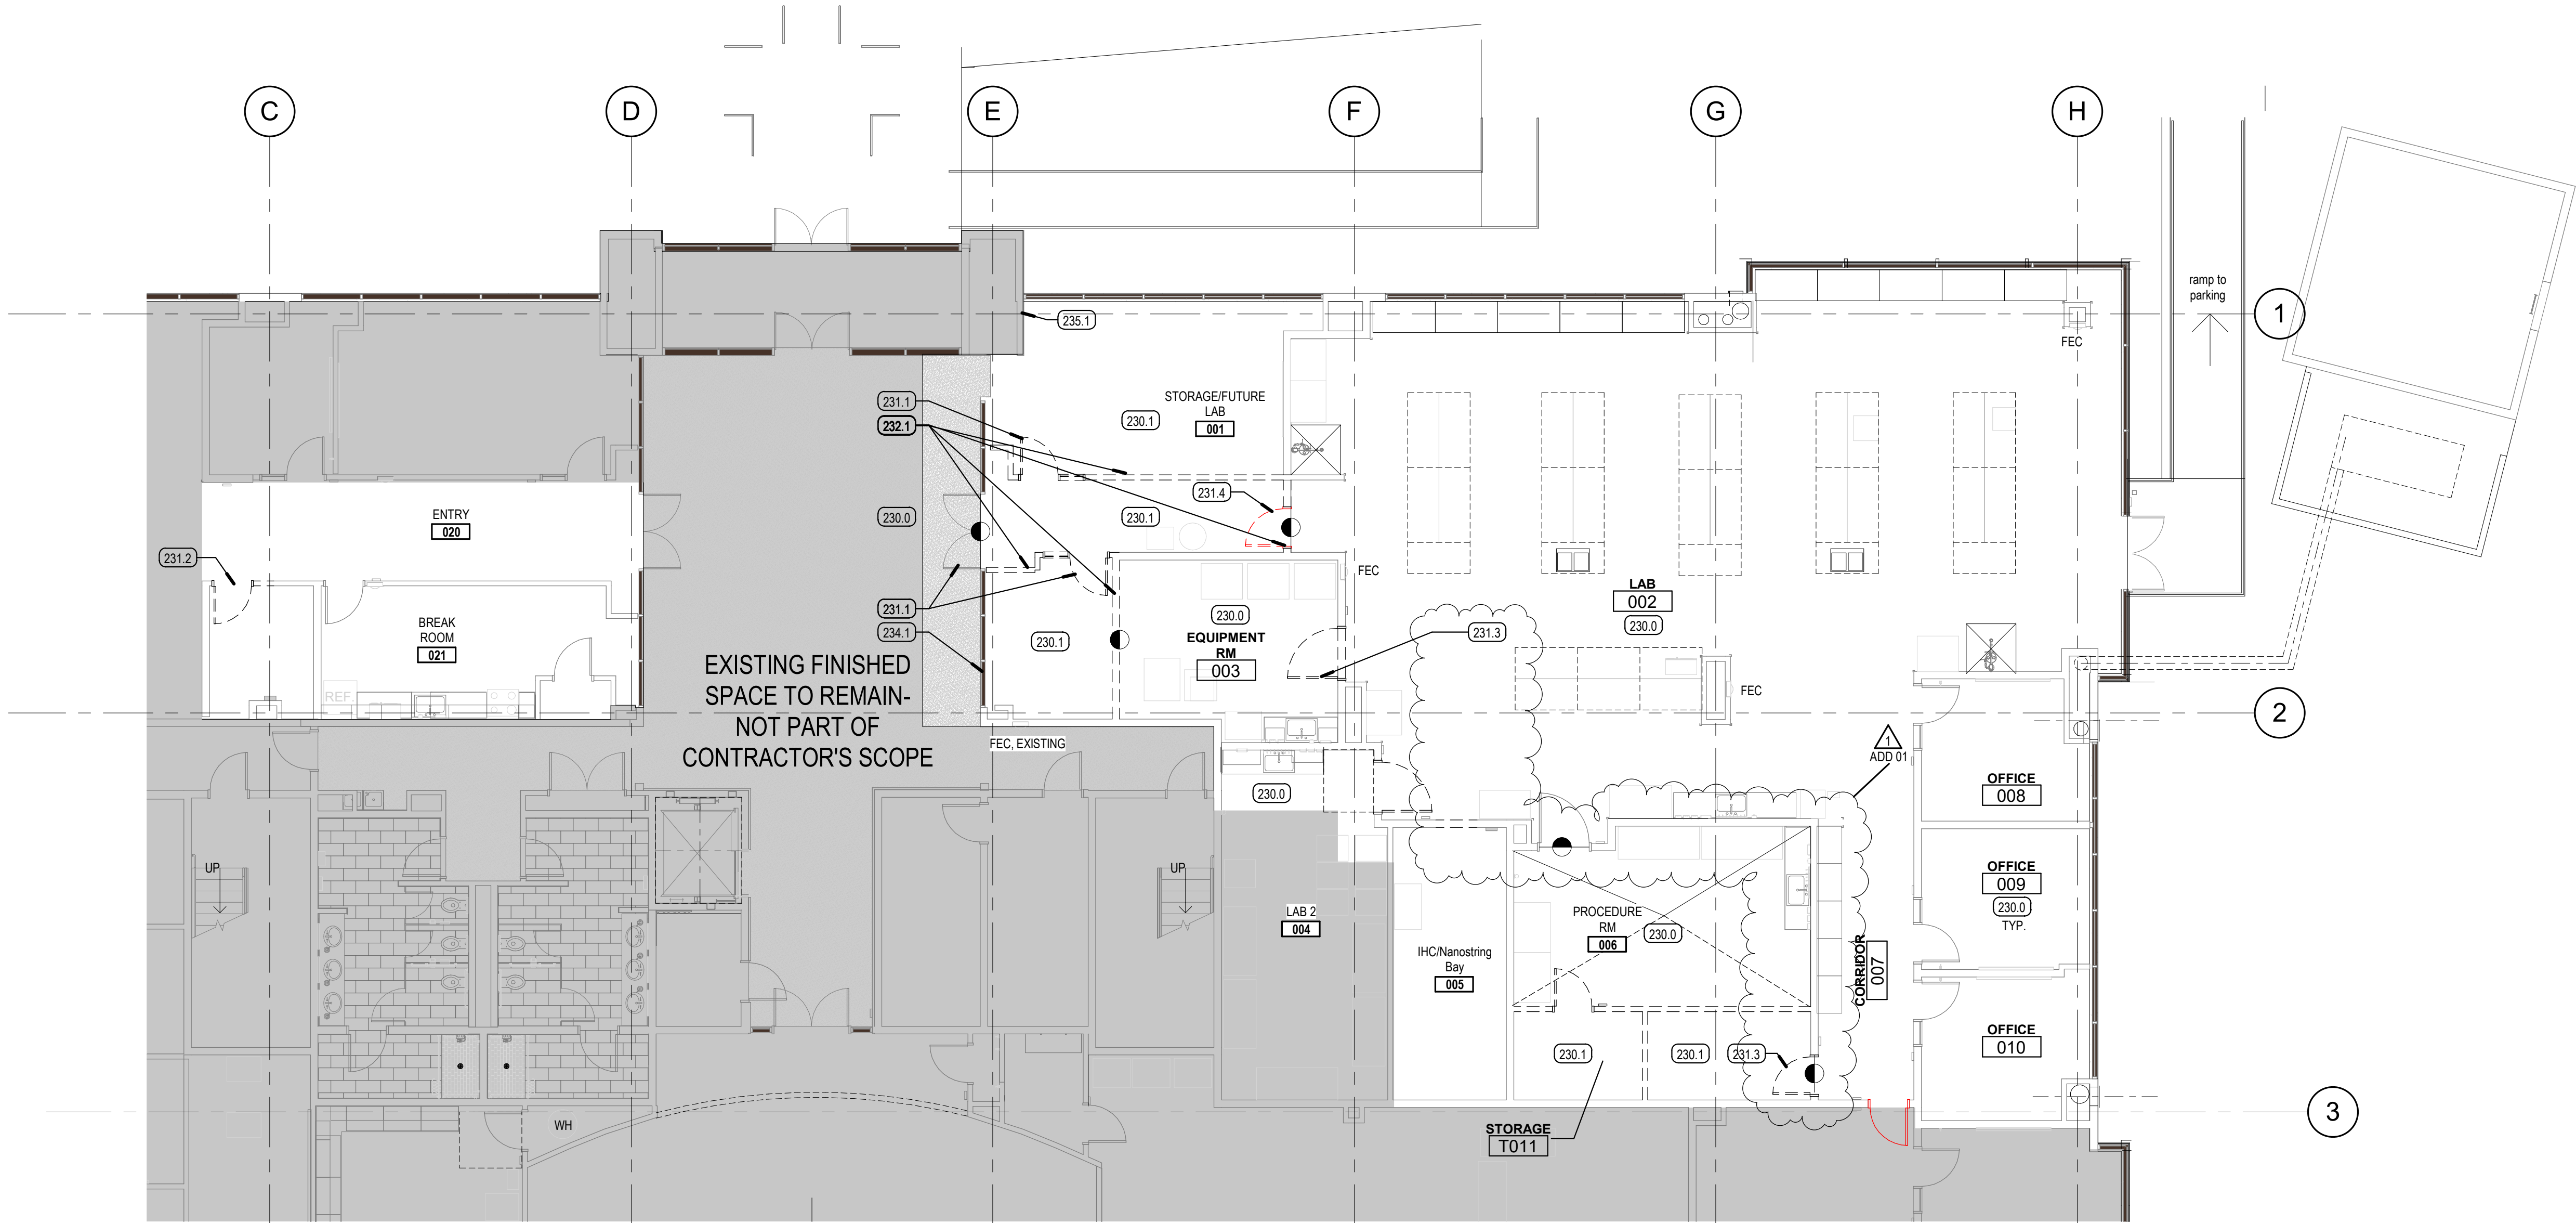 C
D
E
F
G
H
ramp to
parking
1
235.1
FEC
231.1
232.1
STORAGE/FUTURE
LAB
001
230.1
231.4
230.0
230.1
ENTRY
020
231.2
FEC
LAB
002
230.0
231.1
234.1
230.1
230.0
EQUIPMENT
RM
003
231.3
BREAK
ROOM
021
REF.
EXISTING FINISHED
SPACE TO REMAIN-
NOT PART OF
CONTRACTOR'S SCOPE
FEC
2
FEC, EXISTING
1
ADD 01
230.0
OFFICE
008
UP
UP
OFFICE
009
230.0
TYP.
LAB 2
004
PROCEDURE
RM
006
230.0
IHC/Nanostring
Bay
005
CORRIDOR
007
OFFICE
010
230.1
230.1
231.3
WH
STORAGE
T011
3